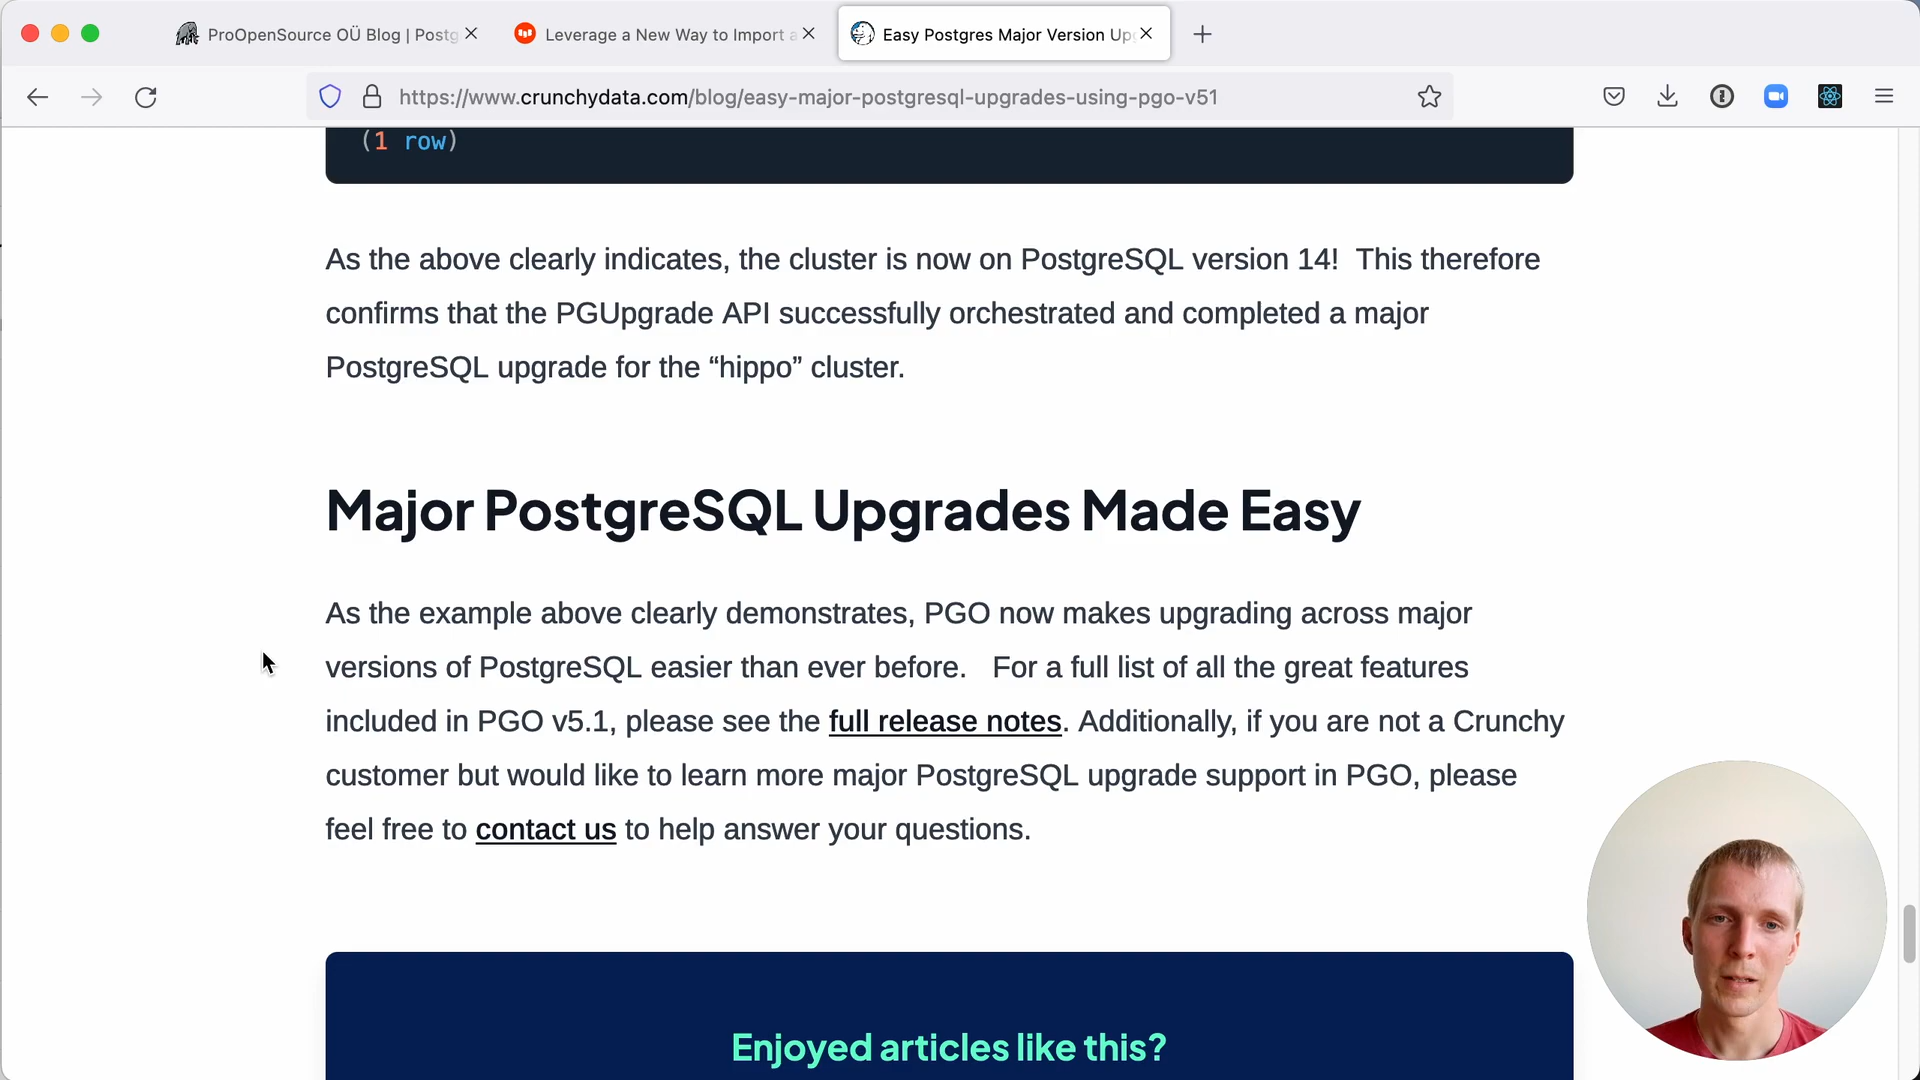 ProOpenSource OÜ Blog | Postg
Leverage a New Way to Import a
Easy Postgres Major Version Up
https://www.crunchydata.com/blog/easy-major-postgresql-upgrades-using-pgo-v51
(1 row)
As the above clearly indicates, the cluster is now on PostgreSQL version 14! This therefore
confirms that the PGUpgrade API successfully orchestrated and completed a major
PostgreSQL upgrade for the “hippo” cluster.
Major PostgreSQL Upgrades Made Easy
As the example above clearly demonstrates, PGO now makes upgrading across major
versions of PostgreSQL easier than ever before. For a full list of all the great features
included in PGO v5.1, please see the full release notes. Additionally, if you are not a Crunchy
customer but would like to learn more major PostgreSQL upgrade support in PGO, please
feel free to contact us to help answer your questions.
Enjoyed articles like this?